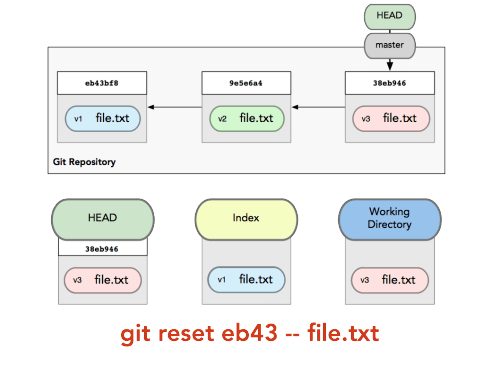 HEAD
master
eb43bf8
9e5e6a4
38eb946
v1 file.txt
v2 file.txt
v3 file.txt
Git Repository
HEAD
Index
Working
Directory
38eb946
v3 file.txt
v1 file.txt
v3 file.txt
git reset eb43 -- file.txt